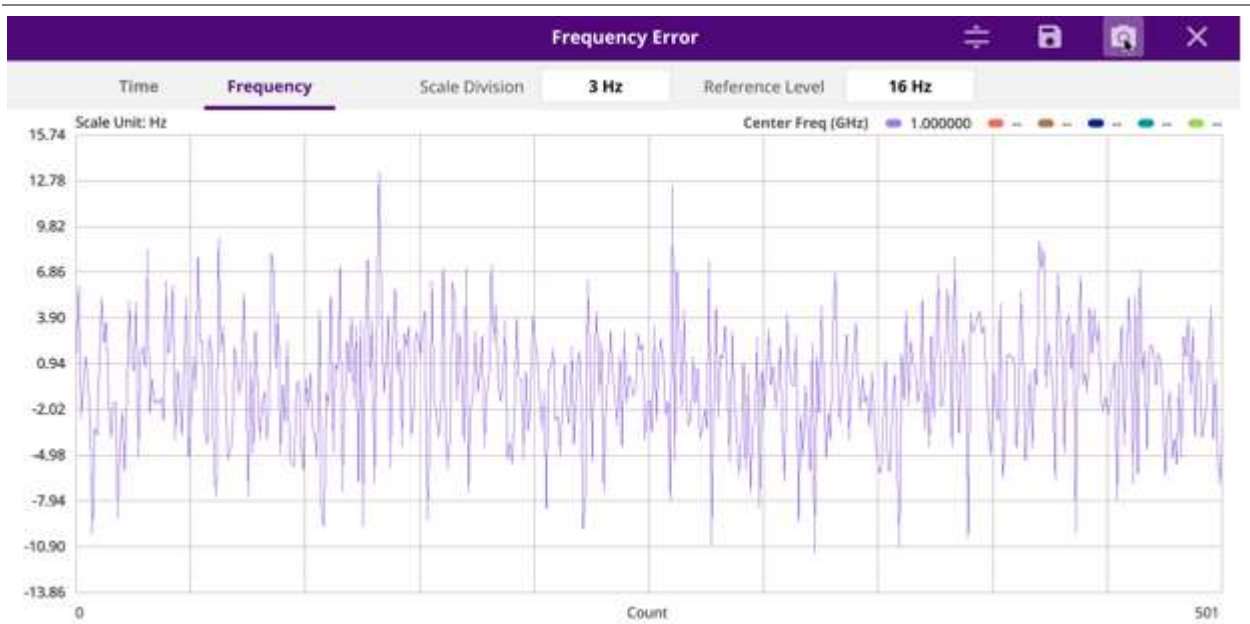 Frequency Error
Time Frequency Scale Division 3 Hz Reference Level 16 Hz
Scale Unit: Hz Center Freq (GHz) 1.000000 -- -- -- -- --
15.74
12.78
9.82
6.86
3.90
0.94
-2.02
-4.98
-7.94
-10.90
-13.86
0 Count 501